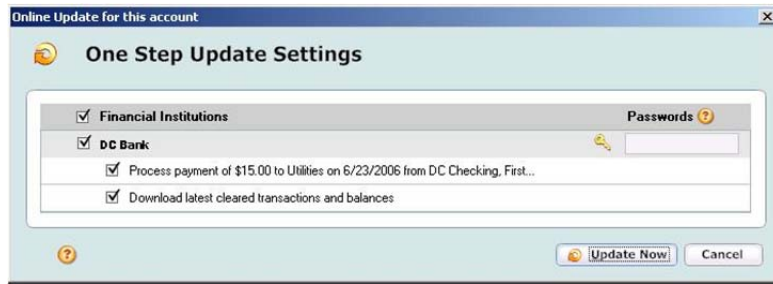 Online Update for this account
One Step Update Settings
Financial Institutions Passwords
DC Bank
Process payment of $15.00 to Utilities on 6/23/2006 from DC Checking, First...
Download latest cleared transactions and balances
Update Now Cancel